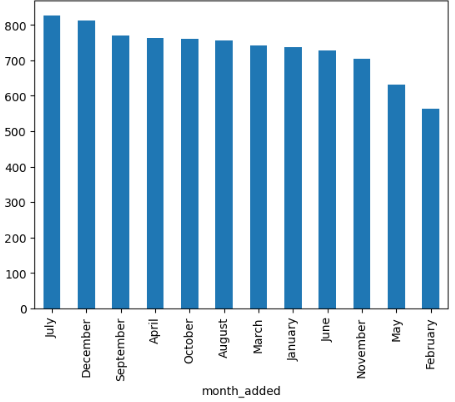 800
700
600
500
400
300
200
100
0
July
December
September
April
October
August
March
January
June
November
May
February
month_added